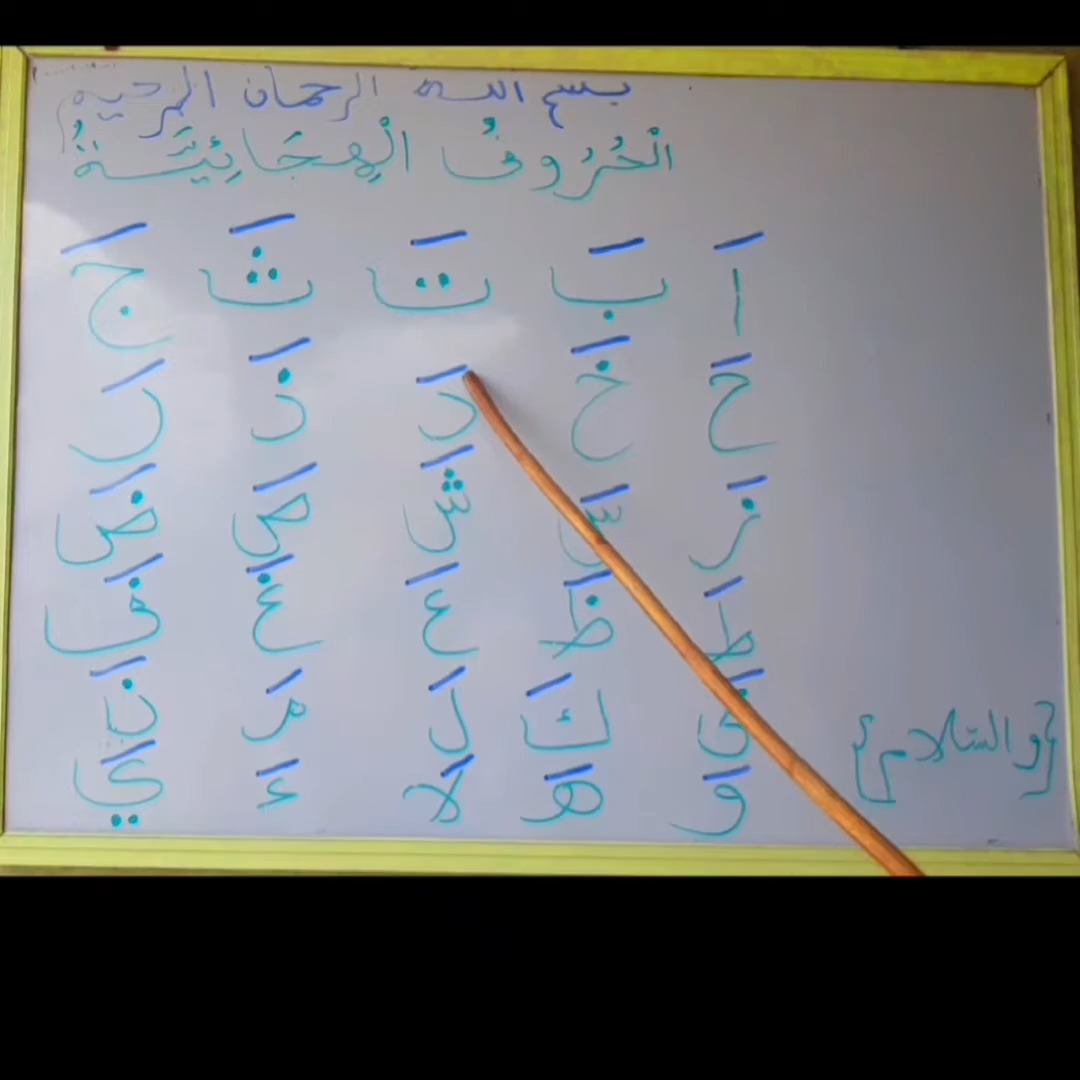 بسم الله الرحمان الرحيم
الْحُرُوفُ الْهِجَائِيَّةُ
اَ بَ تَ ثَ جَ
حَ خَ دَ ذَ رَ
زَ سَ شَ صَ ضَ
طَ ظَ عَ غَ فَ
قَ كَ لَ مَ نَ
وَ هَ لاَ ءَ يَ
{والسلام}